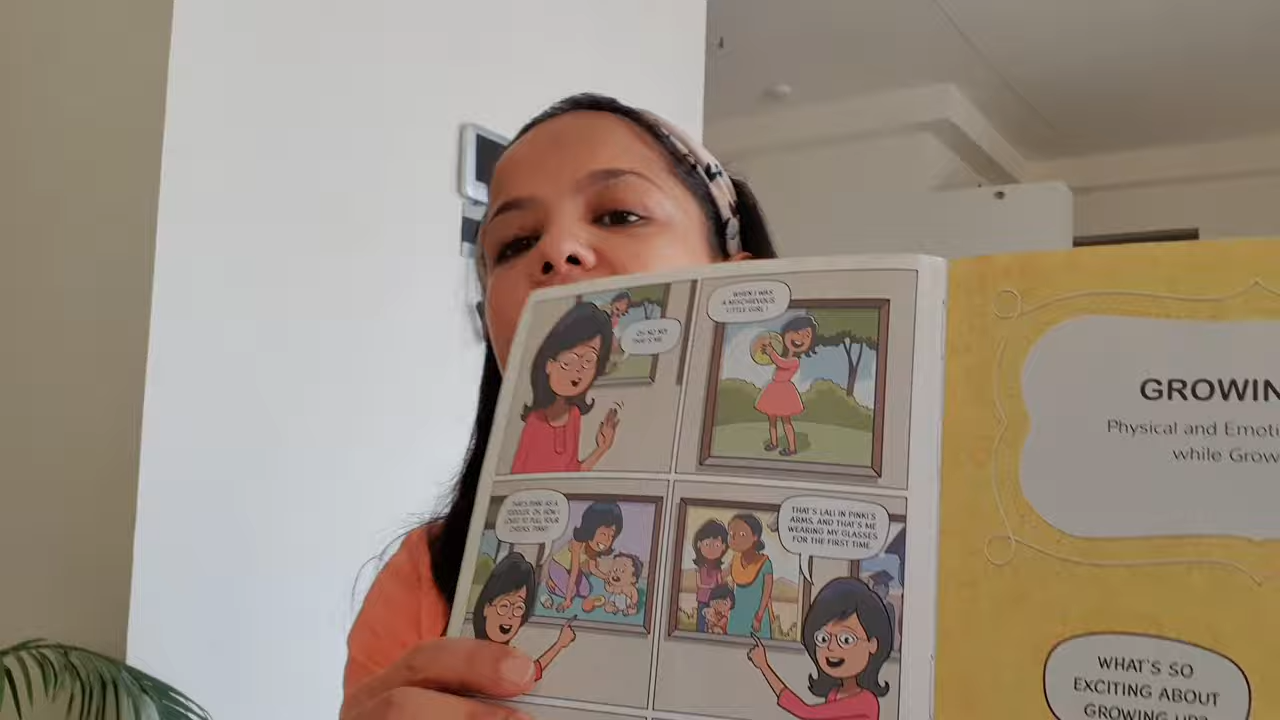 OH NO NO!
THAT'S ME
WHEN I WAS
A MISCHIEVOUS
LITTLE GIRL!
THAT'S PINKI AS A
TODDLER. OH, HOW I
LOVED TO PULL YOUR
CHEEKS, PINKI!
THAT'S LALI IN PINKI'S
ARMS, AND THAT'S ME
WEARING MY GLASSES
FOR THE FIRST TIME.
GROWIN
Physical and Emoti
while Grow
WHAT'S SO
EXCITING ABOUT
GROWING UP?